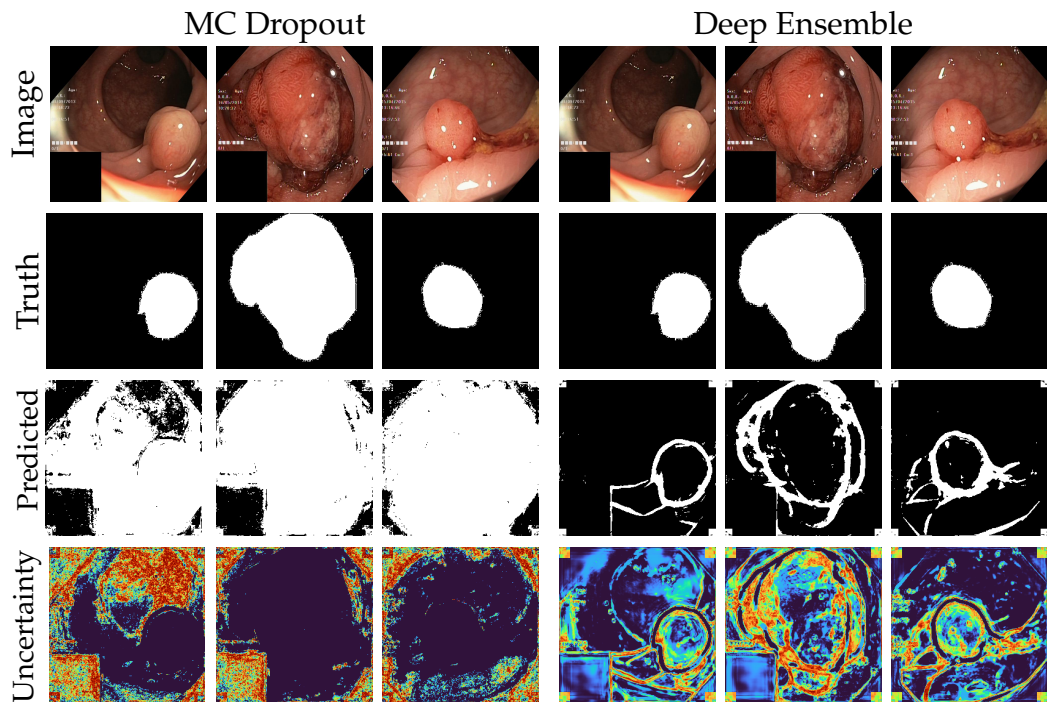 MC Dropout
Deep Ensemble
Image
Truth
Predicted
Uncertainty